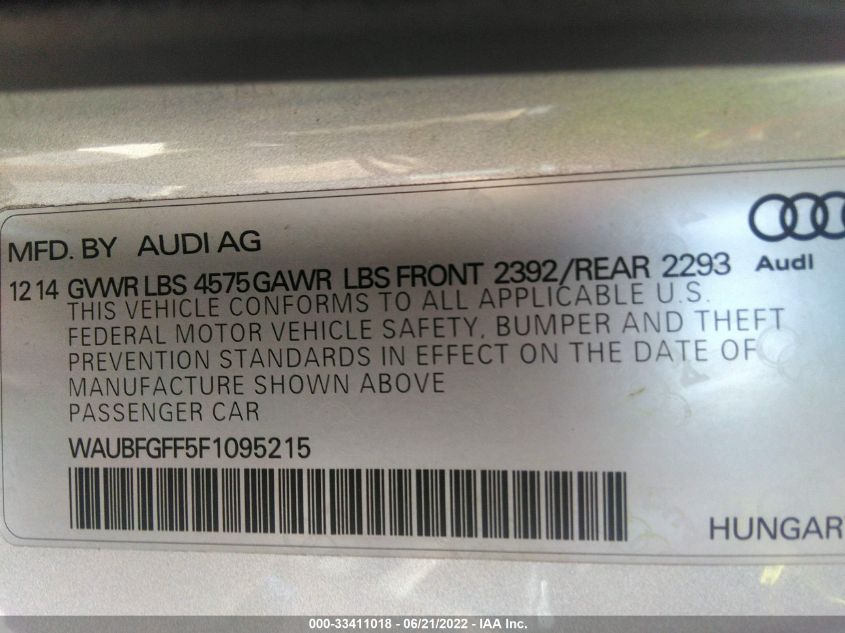 MFD. BY AUDI AG
Audi
12 14 GVWR LBS 4575 GAWR LBS FRONT 2392/REAR 2293
THIS VEHICLE CONFORMS TO ALL APPLICABLE U.S.
FEDERAL MOTOR VEHICLE SAFETY, BUMPER AND THEFT
PREVENTION STANDARDS IN EFFECT ON THE DATE OF
MANUFACTURE SHOWN ABOVE
PASSENGER CAR
WAUBFGFF5F1095215
HUNGAR
000-33411018 - 06/21/2022 - IAA Inc.